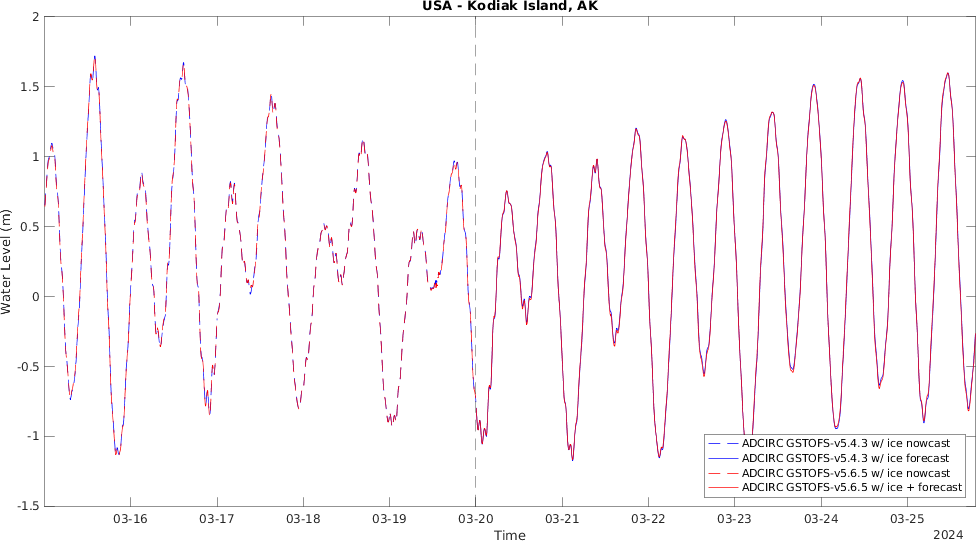 USA - Kodiak Island, AK
2
1.5
1
0.5
0
-0.5
-1
-1.5
Water Level (m)
03-16 03-17 03-18 03-19 03-20 03-21 03-22 03-23 03-24 03-25
Time
2024
ADCIRC GSTOFS-v5.4.3 w/ ice nowcast
ADCIRC GSTOFS-v5.4.3 w/ ice forecast
ADCIRC GSTOFS-v5.6.5 w/ ice nowcast
ADCIRC GSTOFS-v5.6.5 w/ ice + forecast